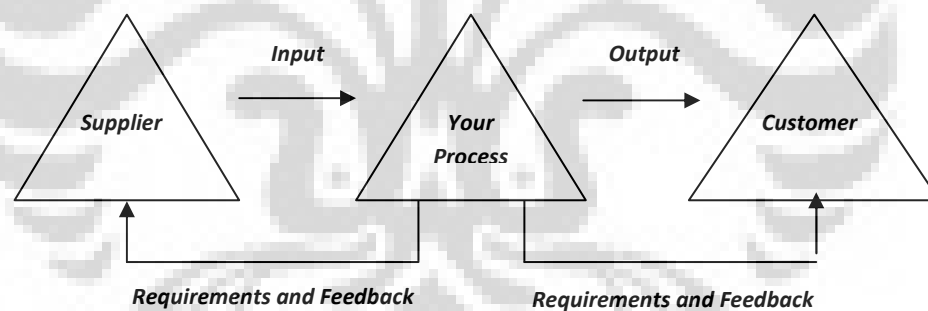 Input
Output
Supplier
Your
Process
Customer
Requirements and Feedback
Requirements and Feedback